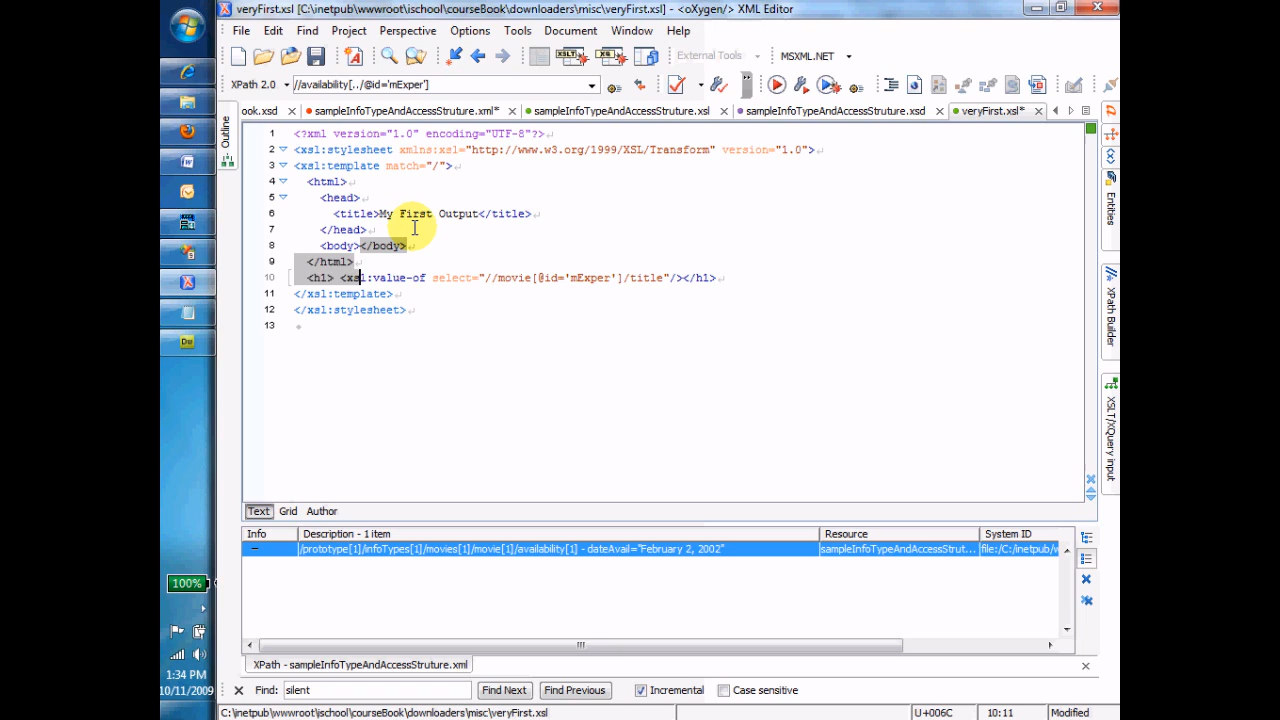 veryFirst.xsl [C:\inetpub\wwwroot\ischool\courseBook\downloaders\misc\veryFirst.xsl] - <oXygen/> XML Editor
File Edit Find Project Perspective Options Tools Document Window Help
External Tools MSXML.NET
XPath 2.0 //availability[../@id='mExper']
ook.xsd sampleInfoTypeAndAccessStruture.xml* sampleInfoTypeAndAccessStruture.xsl sampleInfoTypeAndAccessStruture.xsd veryFirst.xsl*
Outline
1 <?xml version="1.0" encoding="UTF-8"?>
2 <xsl:stylesheet xmlns:xsl="http://www.w3.org/1999/XSL/Transform" version="1.0">
3 <xsl:template match="/">
4 <html>
5 <head>
6 <title>My First Output</title>
7 </head>
8 <body></body>
9 </html>
10 <h1> <xsl:value-of select="//movie[@id='mExper']/title"/></h1>
11 </xsl:template>
12 </xsl:stylesheet>
13
Entities
XPath Builder
XSLT/XQuery input
Text Grid Author
Info Description - 1 item Resource System ID
/prototype[1]/infoTypes[1]/movies[1]/movie[1]/availability[1] - dateAvail="February 2, 2002" sampleInfoTypeAndAccessStrut... file:/C:/inetpub/w
XPath - sampleInfoTypeAndAccessStruture.xml
Find: silent Find Next Find Previous Incremental Case sensitive
C:\inetpub\wwwroot\ischool\courseBook\downloaders\misc\veryFirst.xsl U+006C 10:11 Modified
100%
1:34 PM
10/11/2009